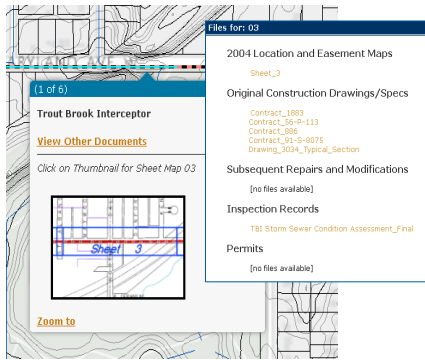 RYLAND AVE W
(1 of 6)
Trout Brook Interceptor
View Other Documents
Click on Thumbnail for Sheet Map 03
Sheet 3
Zoom to
Files for: 03
2004 Location and Easement Maps
Sheet_3
Original Construction Drawings/Specs
Contract_1883
Contract_56-P-113
Contract_886
Contract_91-S-8075
Drawing_3034_Typical_Section
Subsequent Repairs and Modifications
[no files available]
Inspection Records
TBI Storm Sewer Condition Assessment_Final
Permits
[no files available]